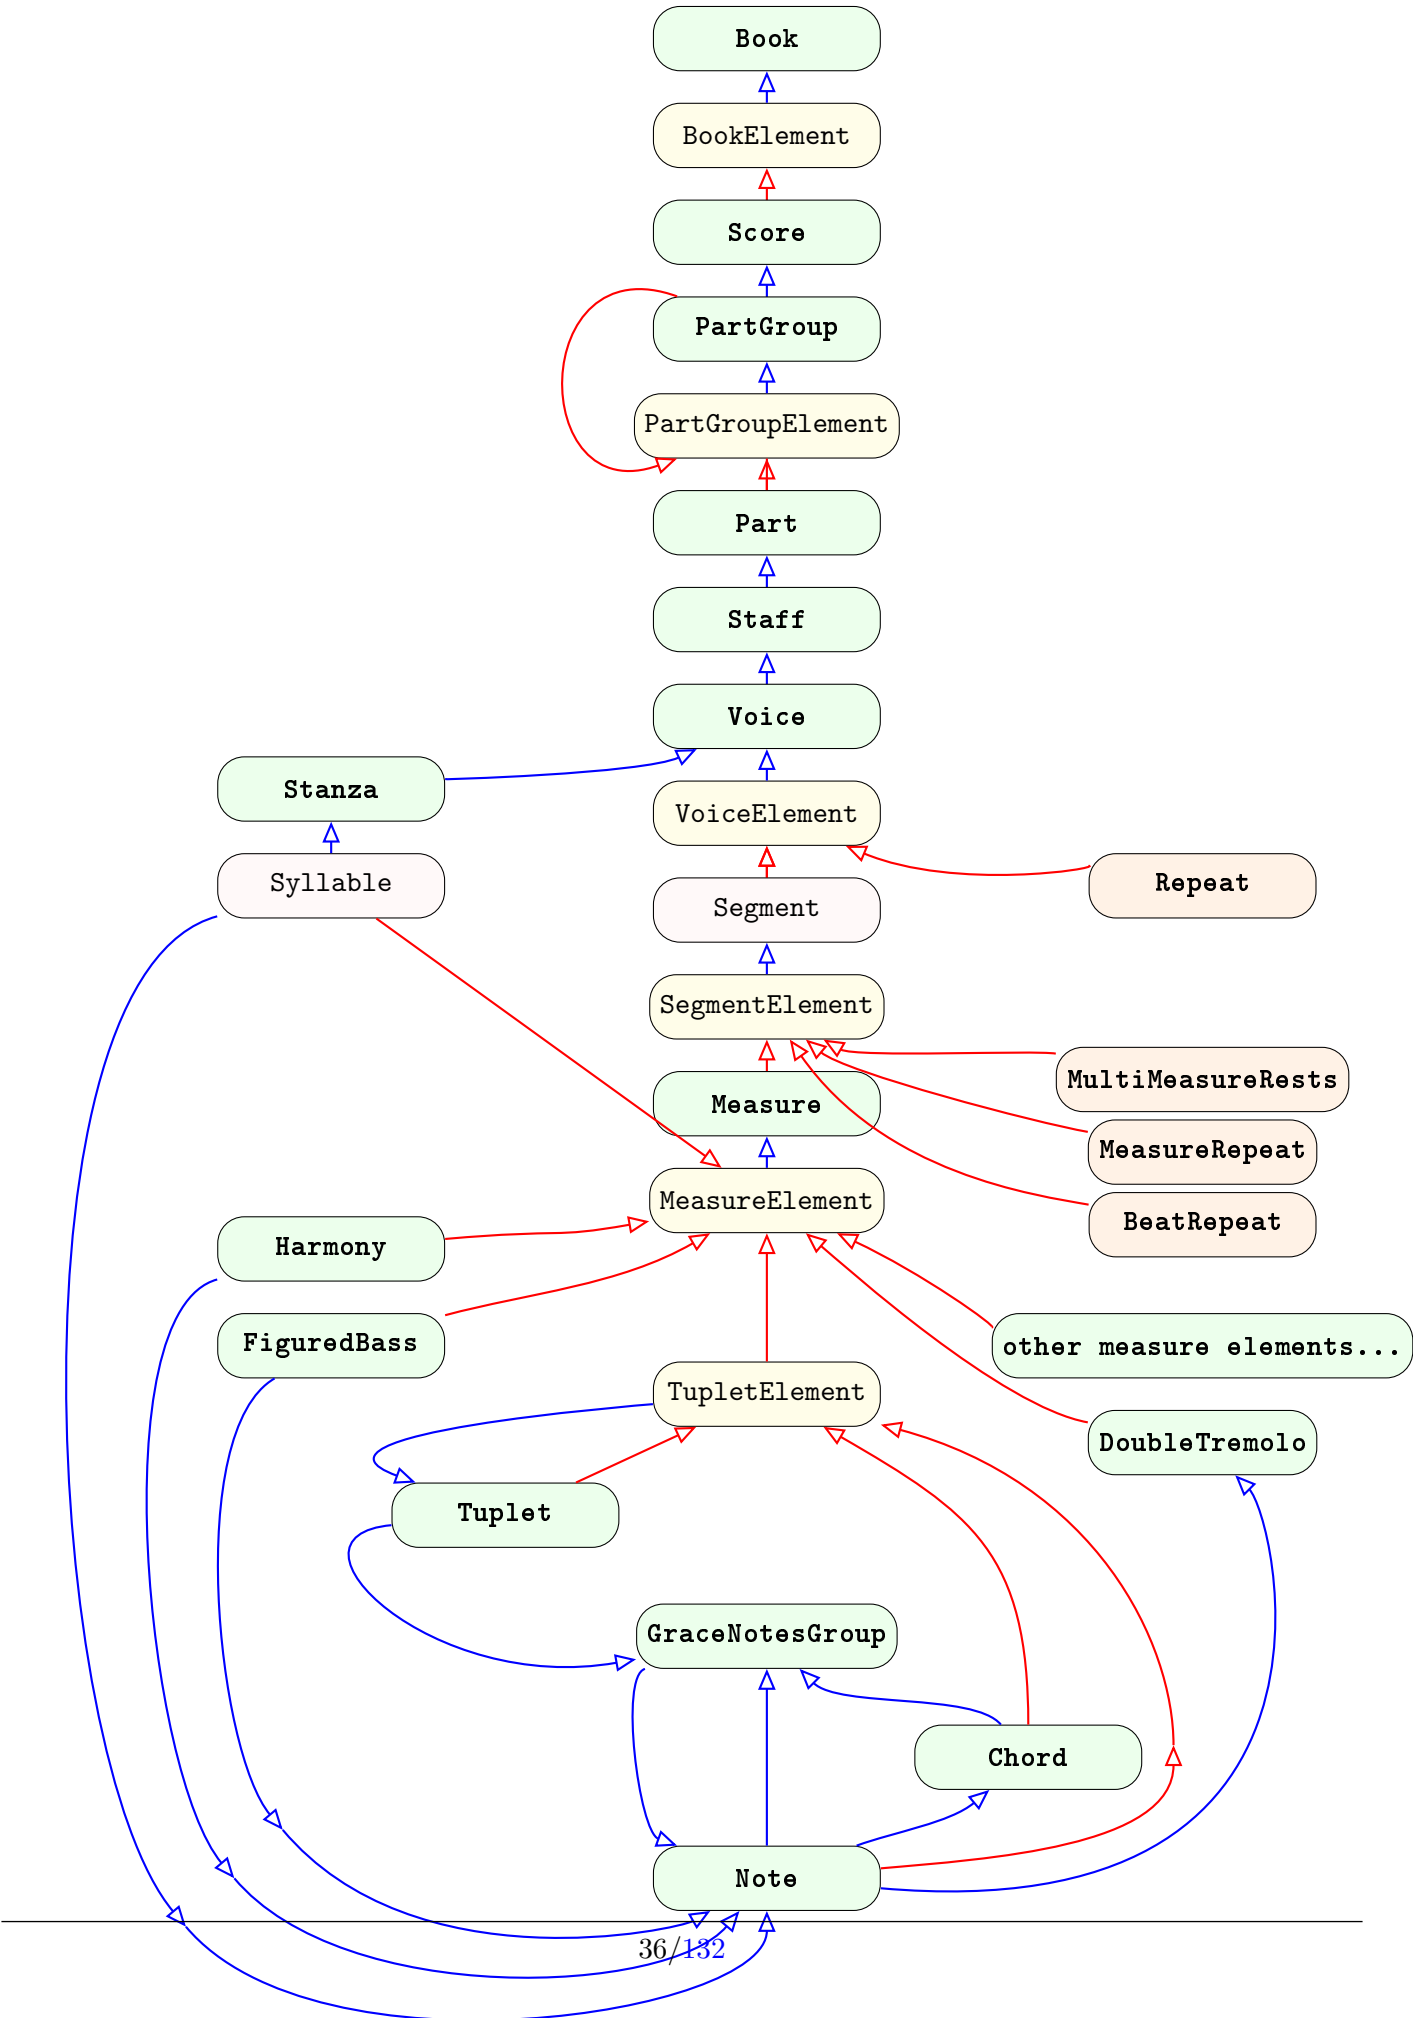 Book
BookElement
Score
PartGroup
PartGroupElement
Part
Staff
Voice
Stanza
VoiceElement
Syllable
Repeat
Segment
SegmentElement
MultiMeasureRests
Measure
MeasureRepeat
MeasureElement
BeatRepeat
Harmony
FiguredBass
other measure elements...
TupletElement
DoubleTremolo
Tuplet
GraceNotesGroup
Chord
Note
36/132